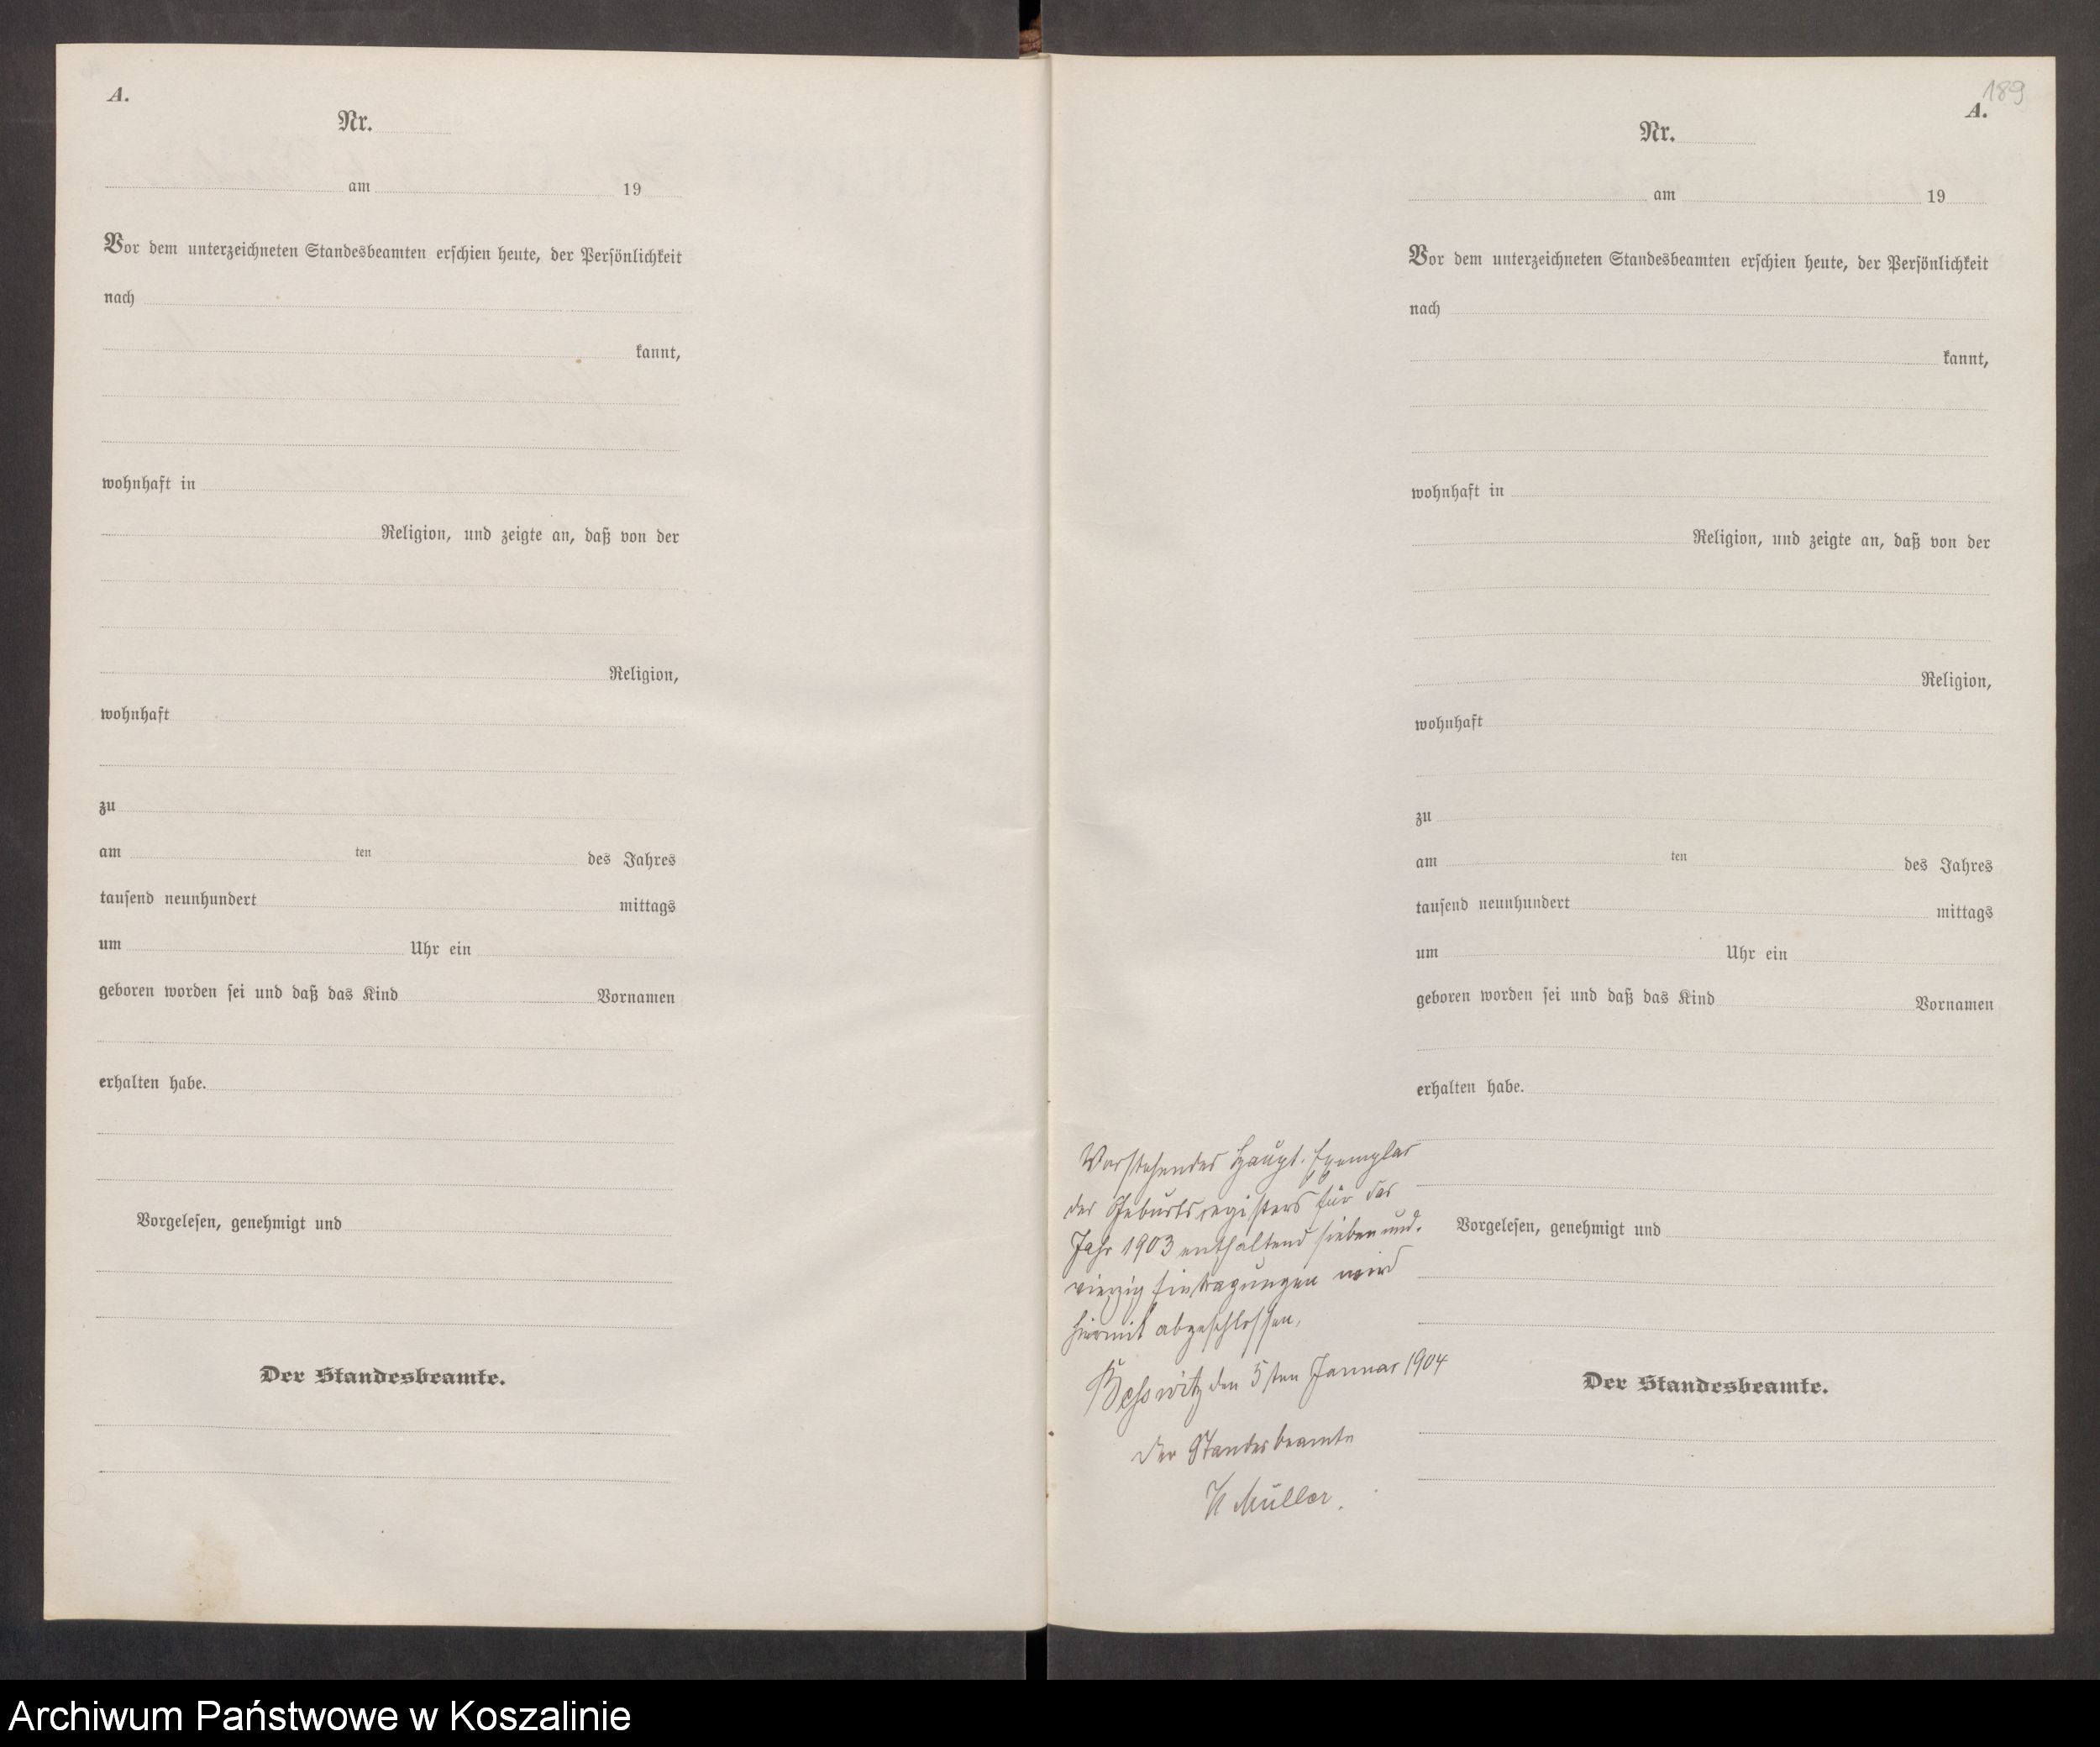 A.
Nr.
am 19
Vor dem unterzeichneten Standesbeamten erschien heute, der Persönlichkeit
nach
kannt,
wohnhaft in
Religion, und zeigte an, daß von der
Religion,
wohnhaft
zu
am ten des Jahres
tausend neunhundert mittags
um Uhr ein
geboren worden sei und daß das Kind Vornamen
erhalten habe.
Vorgelesen, genehmigt und
Der Standesbeamte.
189
A.
Nr.
am 19
Vor dem unterzeichneten Standesbeamten erschien heute, der Persönlichkeit
nach
kannt,
wohnhaft in
Religion, und zeigte an, daß von der
Religion,
wohnhaft
zu
am ten des Jahres
tausend neunhundert mittags
um Uhr ein
geboren worden sei und daß das Kind Vornamen
erhalten habe.
Vorgelesen, genehmigt und
Der Standesbeamte.
Vorstehendes Haupt-Exemplar
des Geburtsregisters für das
Jahr 1903 enthaltend sieben und
vierzig Eintragungen wird
hiermit abgeschlossen.
den 5ten Januar 1904
Der Standesbeamte
Müller.
Archiwum Państwowe w Koszalinie